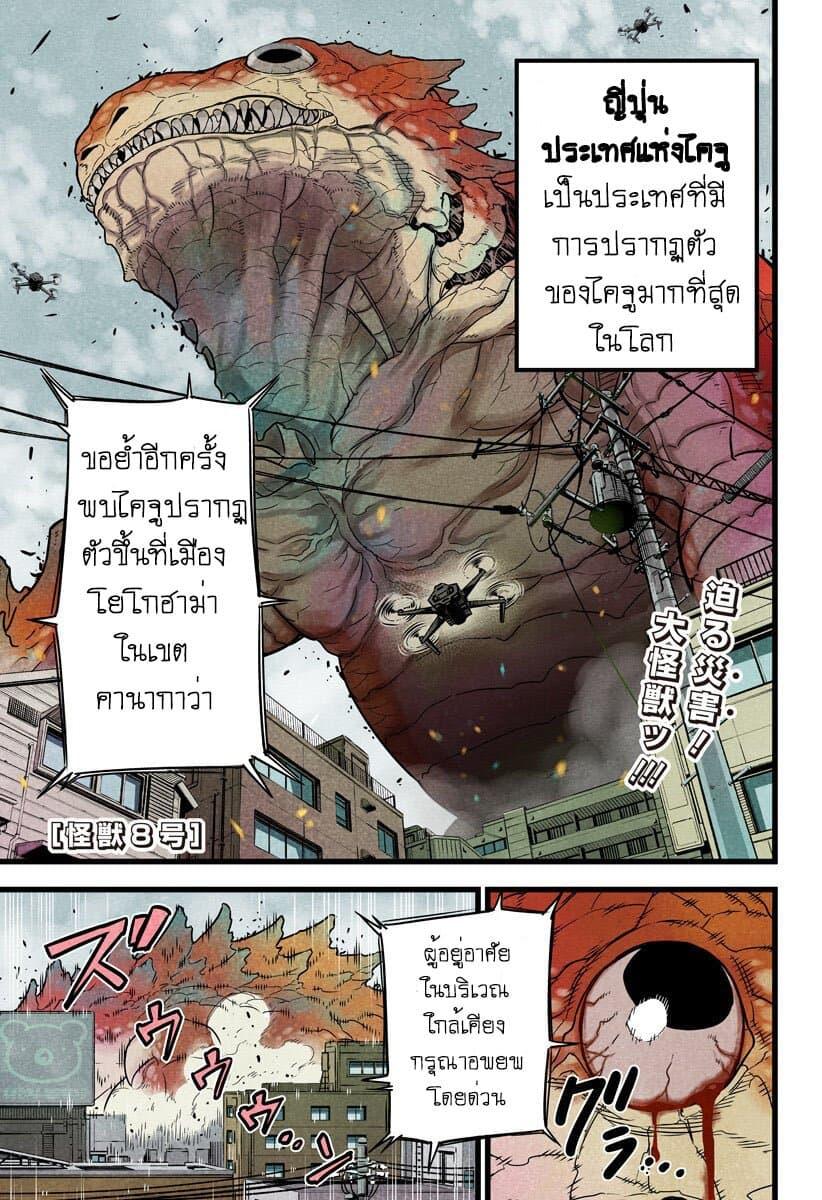 ญี่ปุ่น
ประเทศแห่งไคจู
เป็นประเทศที่มี
การปรากฏตัว
ของไคจูมากที่สุด
ในโลก
ขอย้ำอีกครั้ง
พบไคจูปรากฏ
ตัวขึ้นที่เมือง
โยโกฮาม่า
ในเขต
คานากาว่า
迫る災害!
大怪獣ッ!!!!
[怪獣8号]
ズゥゥゥ‥ン
ผู้อยู่อาศัย
ในบริเวณ
ใกล้เคียง
กรุณาอพยพ
โดยด่วน
グラ…